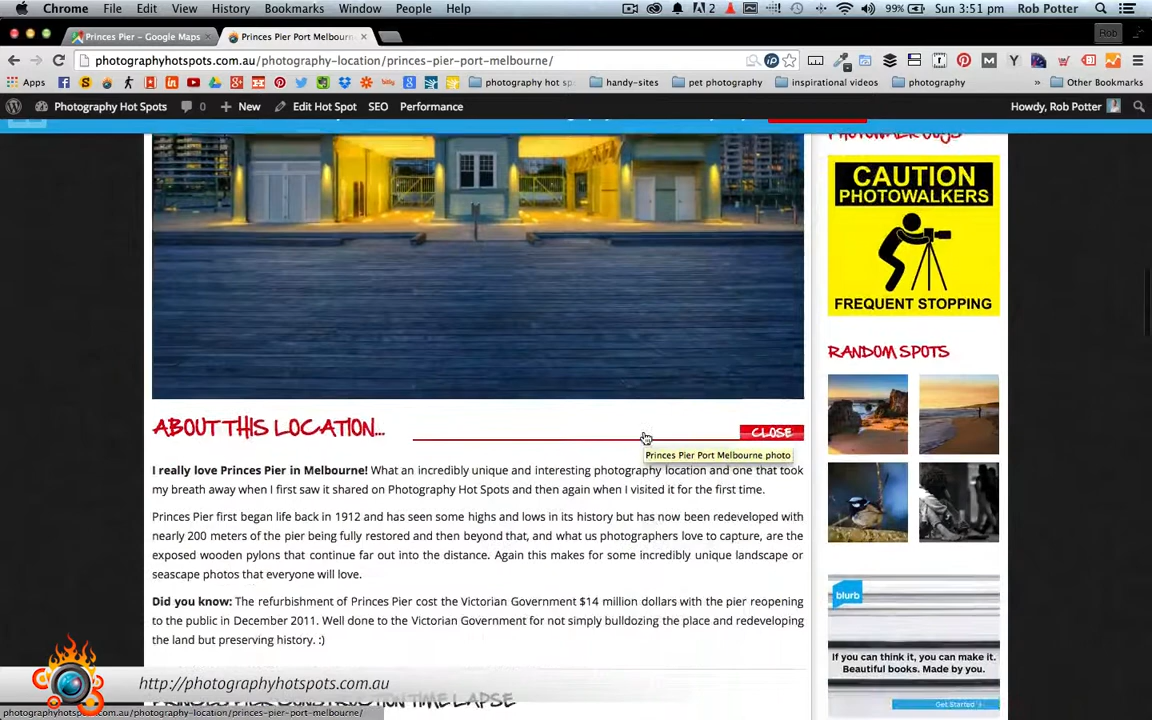 Chrome File Edit View History Bookmarks Window People Help 2 99% Sun 3:51 pm Rob Potter
Princes Pier – Google Maps Princes Pier Port Melbourn Rob
photographyhotspots.com.au/photography-location/princes-pier-port-melbourne/
Apps photography hot sp handy-sites pet photography inspirational videos photography » Other Bookmarks
Photography Hot Spots 0 New Edit Hot Spot SEO Performance Howdy, Rob Potter
CAUTION
PHOTOWALKERS
FREQUENT STOPPING
RANDOM SPOTS
ABOUT THIS LOCATION...
CLOSE
Princes Pier Port Melbourne photo
I really love Princes Pier in Melbourne! What an incredibly unique and interesting photography location and one that took
my breath away when I first saw it shared on Photography Hot Spots and then again when I visited it for the first time.
Princes Pier first began life back in 1912 and has seen some highs and lows in its history but has now been redeveloped with
nearly 200 meters of the pier being fully restored and then beyond that, and what us photographers love to capture, are the
exposed wooden pylons that continue far out into the distance. Again this makes for some incredibly unique landscape or
seascape photos that everyone will love.
Did you know: The refurbishment of Princes Pier cost the Victorian Government $14 million dollars with the pier reopening
to the public in December 2011. Well done to the Victorian Government for not simply bulldozing the place and redeveloping
the land but preserving history. :)
blurb
If you can think it, you can make it.
Beautiful books. Made by you.
Get Started
http://photographyhotspots.com.au
TIME LAPSE
photographyhotspots.com.au/photography-location/princes-pier-port-melbourne/